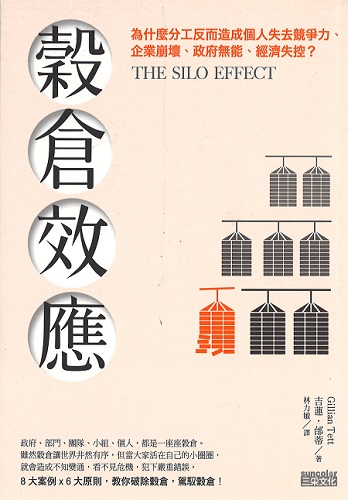 為什麼分工反而造成個人失去競爭力、
企業崩壞、政府無能、經濟失控？
THE SILO EFFECT
穀倉效應
Gillian Tett
吉蓮．邰蒂／著
林力敏／譯
政府、部門、團隊、小組、個人，都是一座座穀倉。
雖然穀倉讓世界井然有序，但當大家活在自己的小圈圈，
就會造成不知變通，看不見危機，犯下嚴重錯誤。
8大案例x6大原則，教你破除穀倉，駕馭穀倉！
suncolor
三采文化